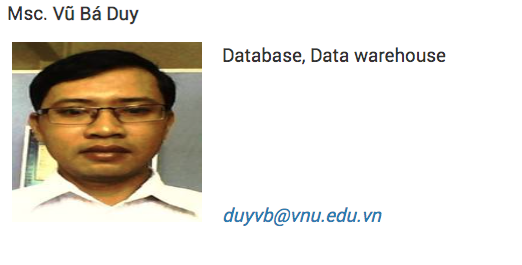 Msc. Vũ Bá Duy
Database, Data warehouse
duyvb@vnu.edu.vn